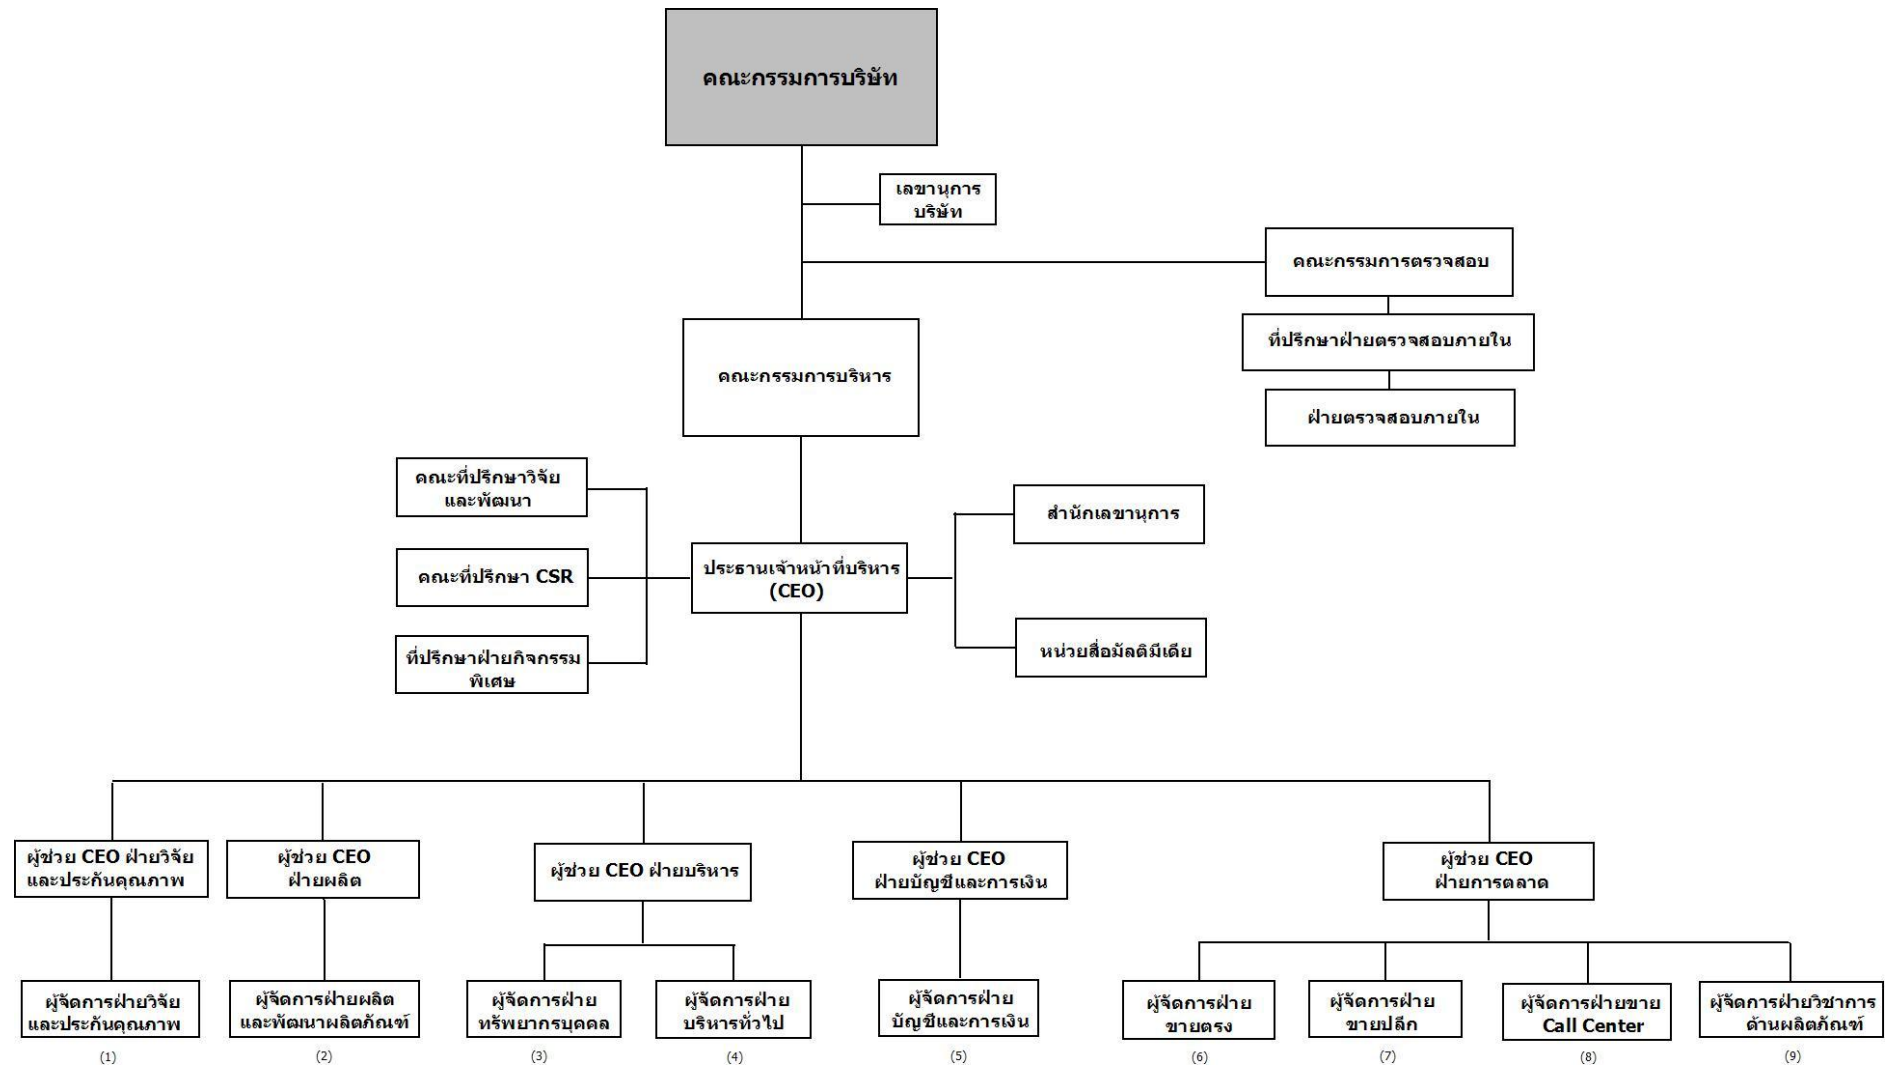 คณะกรรมการบริษัท
เลขานุการ
บริษัท
คณะกรรมการตรวจสอบ
ที่ปรึกษาฝ่ายตรวจสอบภายใน
คณะกรรมการบริหาร
ฝ่ายตรวจสอบภายใน
คณะที่ปรึกษาวิจัย
และพัฒนา
สำนักเลขานุการ
คณะที่ปรึกษา CSR
ประธานเจ้าหน้าที่บริหาร
(CEO)
ที่ปรึกษาฝ่ายกิจกรรม
พิเศษ
หน่วยสื่อมัลติมีเดีย
ผู้ช่วย CEO ฝ่ายวิจัย
และประกันคุณภาพ
ผู้ช่วย CEO
ฝ่ายผลิต
ผู้ช่วย CEO ฝ่ายบริหาร
ผู้ช่วย CEO
ฝ่ายบัญชีและการเงิน
ผู้ช่วย CEO
ฝ่ายการตลาด
ผู้จัดการฝ่ายวิจัย
และประกันคุณภาพ
ผู้จัดการฝ่ายผลิต
และพัฒนาผลิตภัณฑ์
ผู้จัดการฝ่าย
ทรัพยากรบุคคล
ผู้จัดการฝ่าย
บริหารทั่วไป
ผู้จัดการฝ่าย
บัญชีและการเงิน
ผู้จัดการฝ่าย
ขายตรง
ผู้จัดการฝ่าย
ขายปลีก
ผู้จัดการฝ่ายขาย
Call Center
ผู้จัดการฝ่ายวิชาการ
ด้านผลิตภัณฑ์
(1)
(2)
(3)
(4)
(5)
(6)
(7)
(8)
(9)